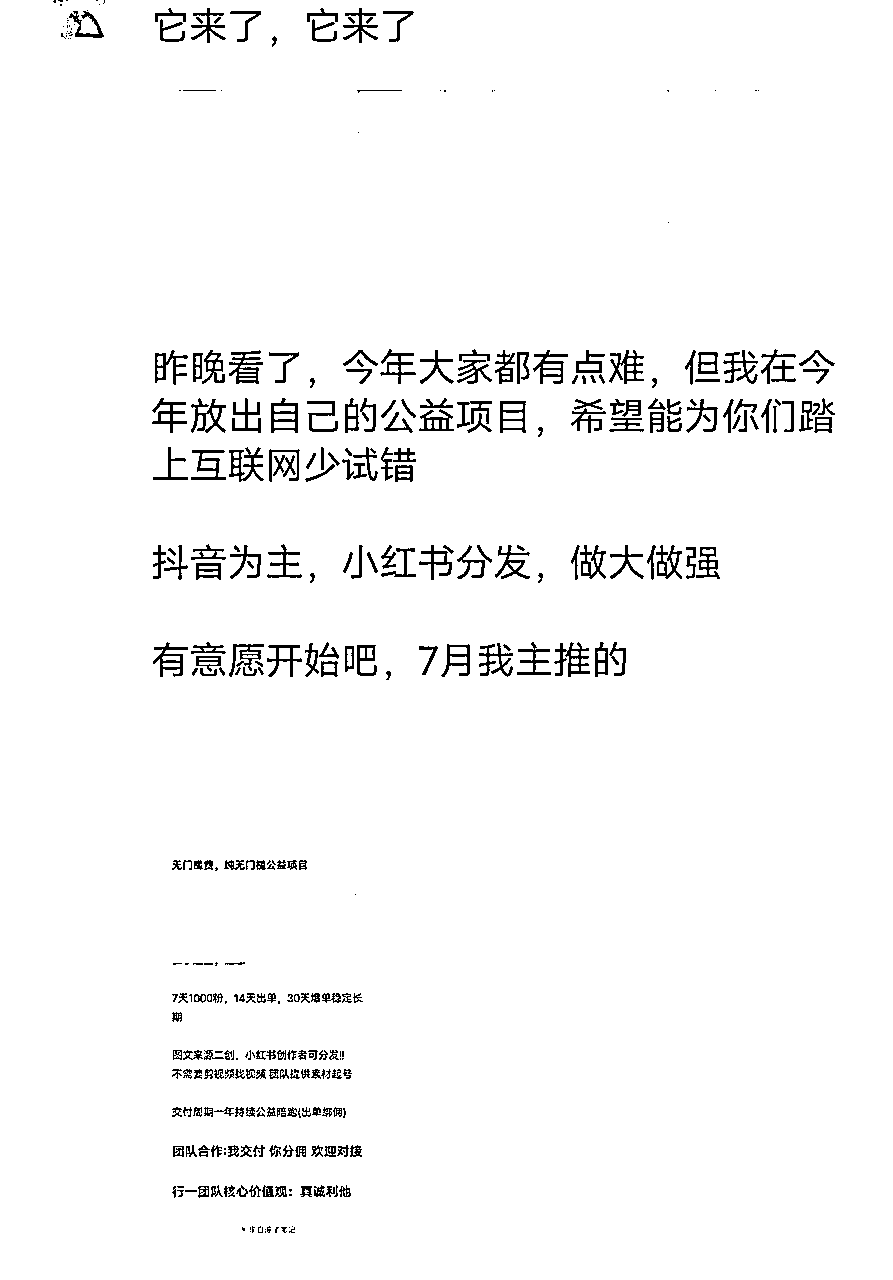 它来了，它来了
昨晚看了，今年大家都有点难，但我在今
年放出自己的公益项目，希望能为你们踏
上互联网少试错
抖音为主，小红书分发，做大做强
有意愿开始吧，7月我主推的
无门槛费，纯无门槛公益项目
7天1000粉，14天出单，30天爆单稳定长
期
图文来源二创，小红书创作者可分发!!
不需要剪视频找视频 团队提供素材起号
交付周期一年持续公益陪跑(出单绑佣)
团队合作:我交付 你分佣 欢迎对接
行一团队核心价值观：真诚利他